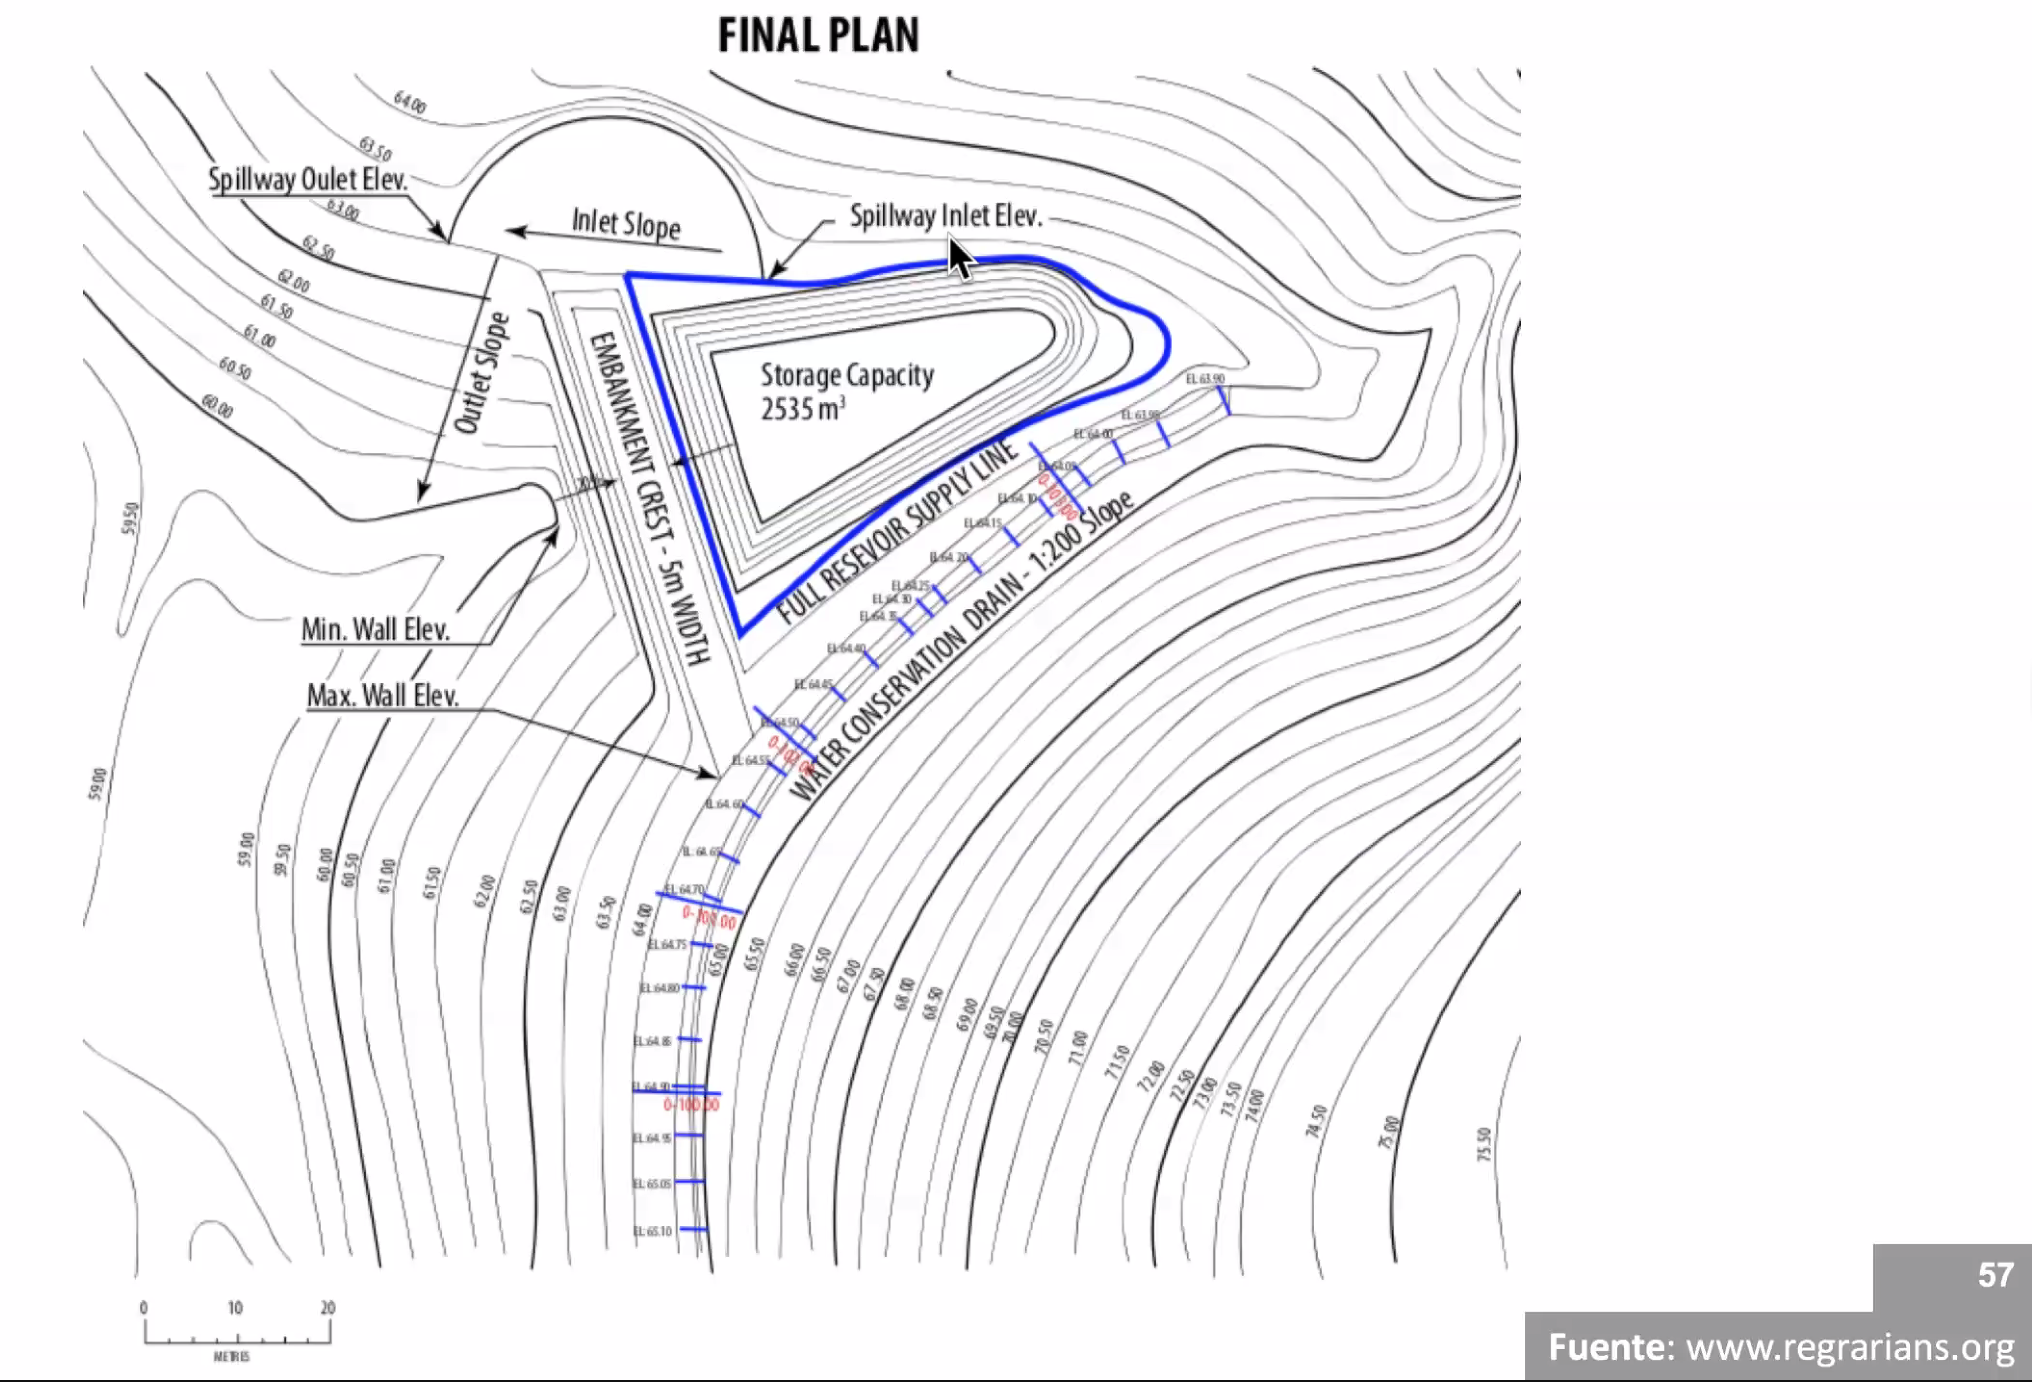 FINAL PLAN
64.00
63.50
Spillway Oulet Elev.
63.00
62.50
62.00
61.50
61.00
60.50
60.00
59.50
Inlet Slope
Spillway Inlet Elev.
Outlet Slope
EMBANKMENT CREST - 5m WIDTH
Storage Capacity
2535 m³
FULL RESEVOIR SUPPLY LINE
WATER CONSERVATION DRAIN - 1:200 Slope
Min. Wall Elev.
Max. Wall Elev.
EL 63.90
EL 63.95
EL 64.00
EL 64.05
EL 64.10
EL 64.15
EL 64.20
EL 64.25
EL 64.30
EL 64.35
EL 64.40
EL 64.45
EL 64.50
EL 64.55
EL 64.60
EL 64.65
EL 64.70
0-101.00
EL 64.75
EL 64.80
EL 64.85
EL 64.90
0-100.00
EL 64.95
EL 65.05
EL 65.10
59.00
59.00
59.50
60.00
60.50
61.00
61.50
62.00
62.50
63.00
63.50
64.00
65.00
65.50
66.00
66.50
67.00
67.50
68.00
68.50
69.00
69.50
70.00
70.50
71.00
71.50
72.00
72.50
73.00
73.50
74.00
74.50
75.00
75.50
0 10 20
METRES
57
Fuente: www.regrarians.org